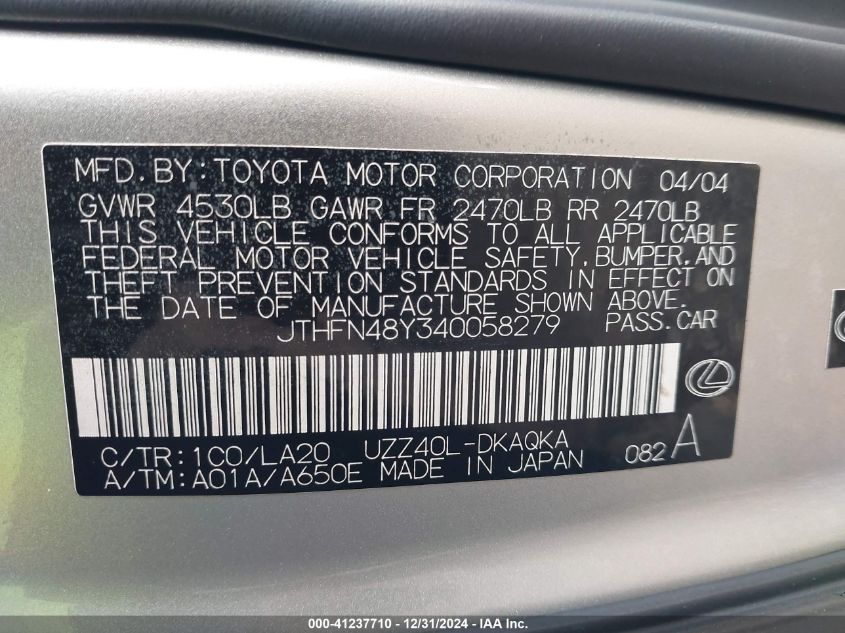 MFD. BY: TOYOTA MOTOR CORPORATION 04/04
GVWR 4530LB GAWR FR 2470LB RR 2470LB
THIS VEHICLE CONFORMS TO ALL APPLICABLE
FEDERAL MOTOR VEHICLE SAFETY, BUMPER, AND
THEFT PREVENTION STANDARDS IN EFFECT ON
THE DATE OF MANUFACTURE SHOWN ABOVE.
JTHFN48Y340058279 PASS. CAR
C/TR: 1C0/LA20 UZZ40L-DKAQKA 082 A
A/TM: A01A/A650E MADE IN JAPAN
000-41237710 - 12/31/2024 - IAA Inc.